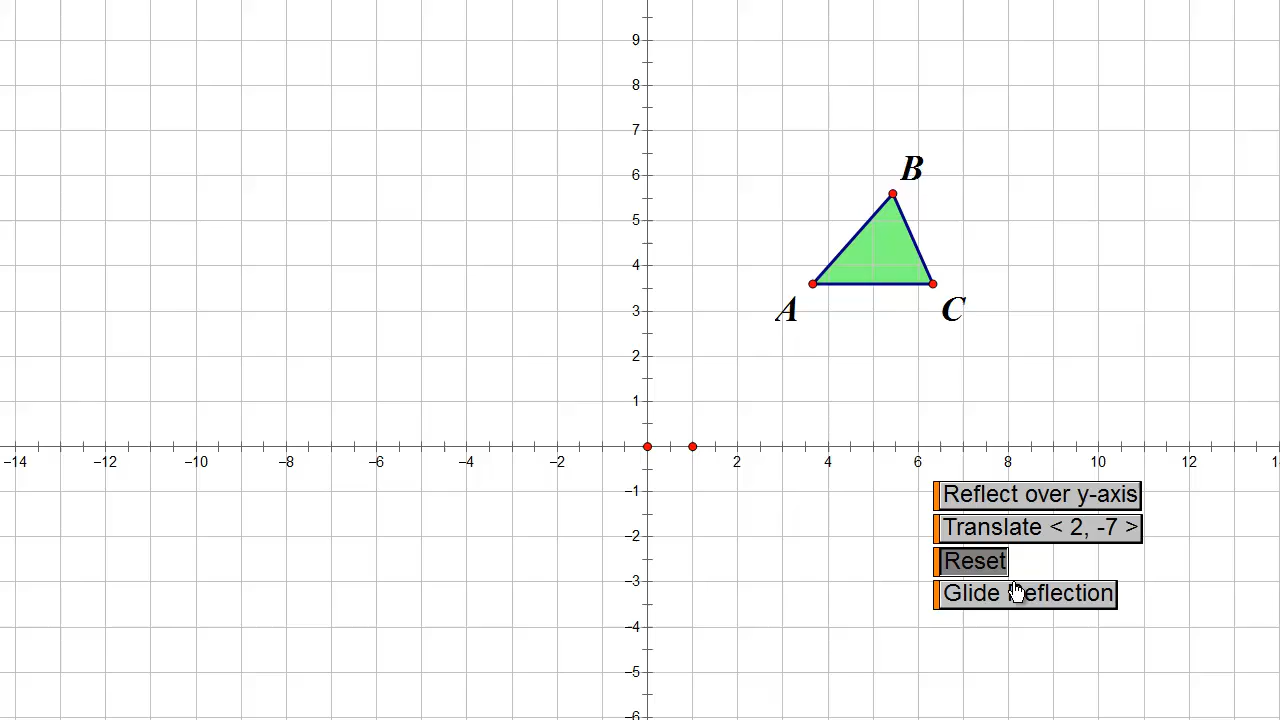 9
8
7
6
5
4
3
2
1
B
A C
−14 −12 −10 −8 −6 −4 −2 2 4 6 8 10 12
−1
−2
−3
−4
−5
−6
Reflect over y-axis
Translate < 2, -7 >
Reset
Glide Reflection